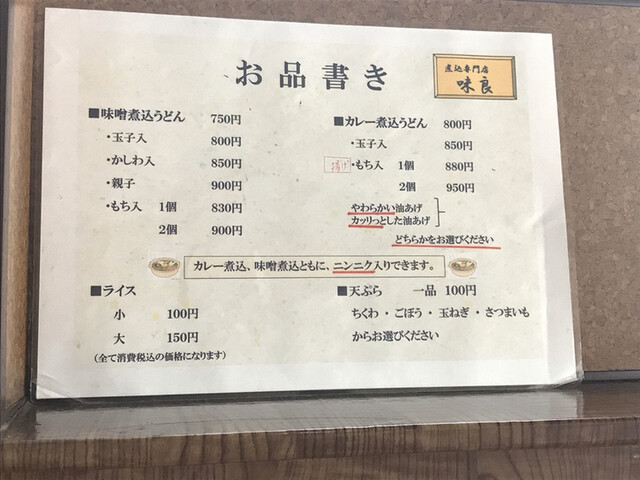 お品書き
煮込専門店
味良
■味噌煮込うどん 750円
・玉子入 800円
・かしわ入 850円
・親子 900円
・もち入 1個 830円
2個 900円
■カレー煮込うどん 800円
・玉子入 850円
揚げ ・もち入 1個 880円
2個 950円
やわらかい油あげ
カッリっとした油あげ
どちらかをお選びください
カレー煮込、味噌煮込ともに、ニンニク入りできます。
■ライス
小 100円
大 150円
(全て消費税込の価格になります)
■天ぷら 一品 100円
ちくわ・ごぼう・玉ねぎ・さつまいも
からお選びください